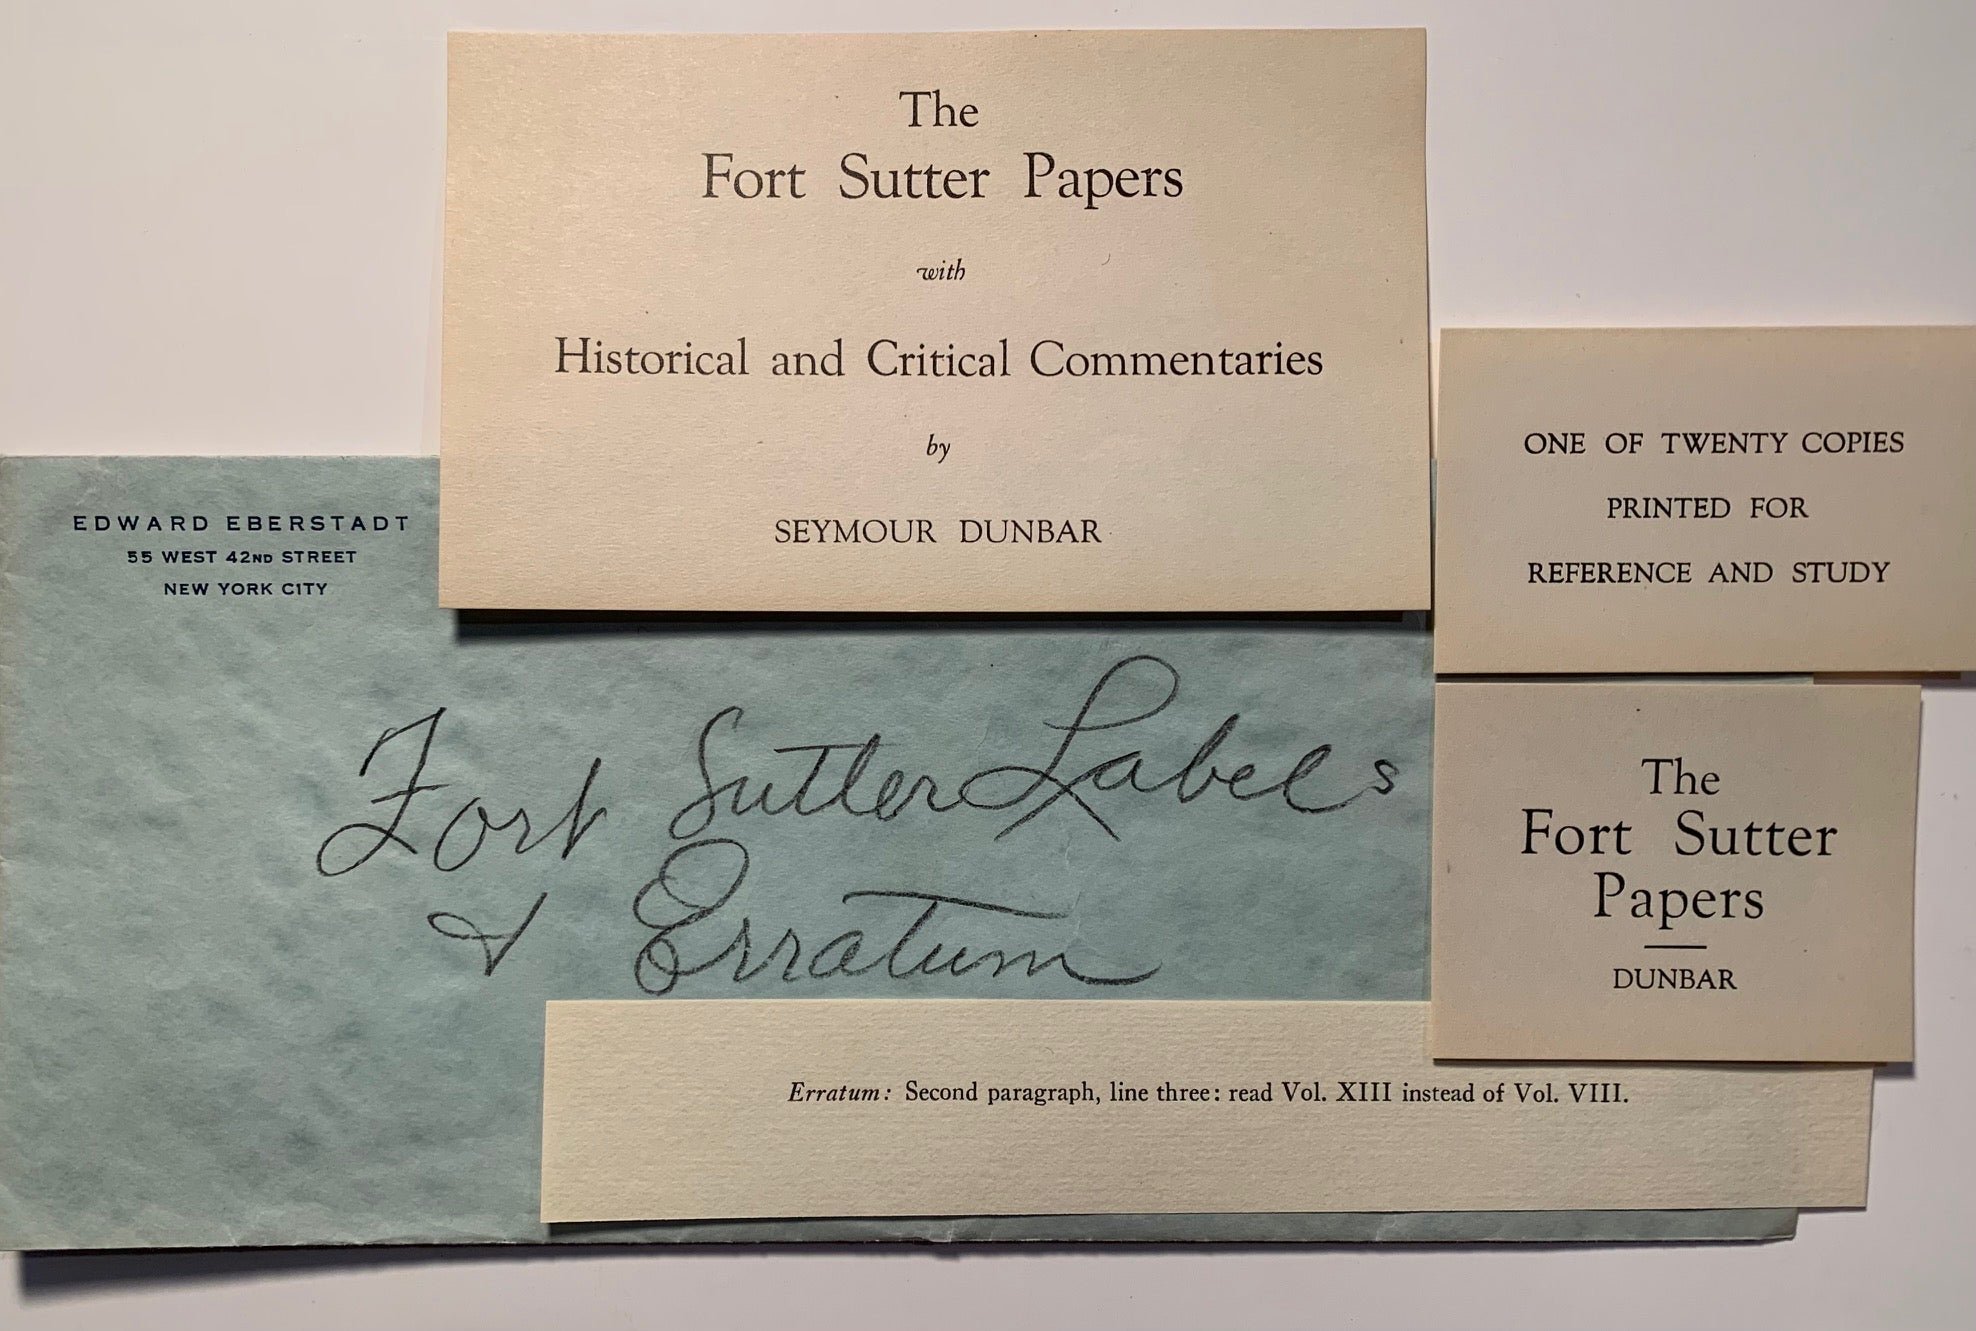 The
Fort Sutter Papers
with
Historical and Critical Commentaries
by
SEYMOUR DUNBAR
ONE OF TWENTY COPIES
PRINTED FOR
REFERENCE AND STUDY
EDWARD EBERSTADT
55 WEST 42ND STREET
NEW YORK CITY
Fort Sutter Labels
& Erratum
The
Fort Sutter
Papers
DUNBAR
Erratum: Second paragraph, line three: read Vol. XIII instead of Vol. VIII.